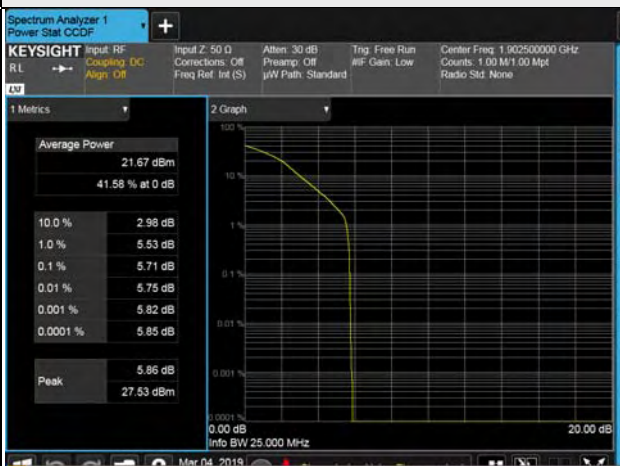 Spectrum Analyzer 1
Power Stat CCDF
+
KEYSIGHT
RL
LXI
Input: RF
Coupling: DC
Align: Off
Input Z: 50 Ω
Corrections: Off
Freq Ref: Int (S)
Atten: 30 dB
Preamp: Off
µW Path: Standard
Trig: Free Run
#IF Gain: Low
Center Freq: 1.902500000 GHz
Counts: 1.00 M/1.00 Mpt
Radio Std: None
1 Metrics
Average Power
21.67 dBm
41.58 % at 0 dB
10.0 % 2.98 dB
1.0 % 5.53 dB
0.1 % 5.71 dB
0.01 % 5.75 dB
0.001 % 5.82 dB
0.0001 % 5.85 dB
Peak 5.86 dB
27.53 dBm
2 Graph
100 %
10 %
1 %
0.1 %
0.01 %
0.001 %
0.0001 %
0.00 dB 20.00 dB
Info BW 25.000 MHz
Mar 04, 2019